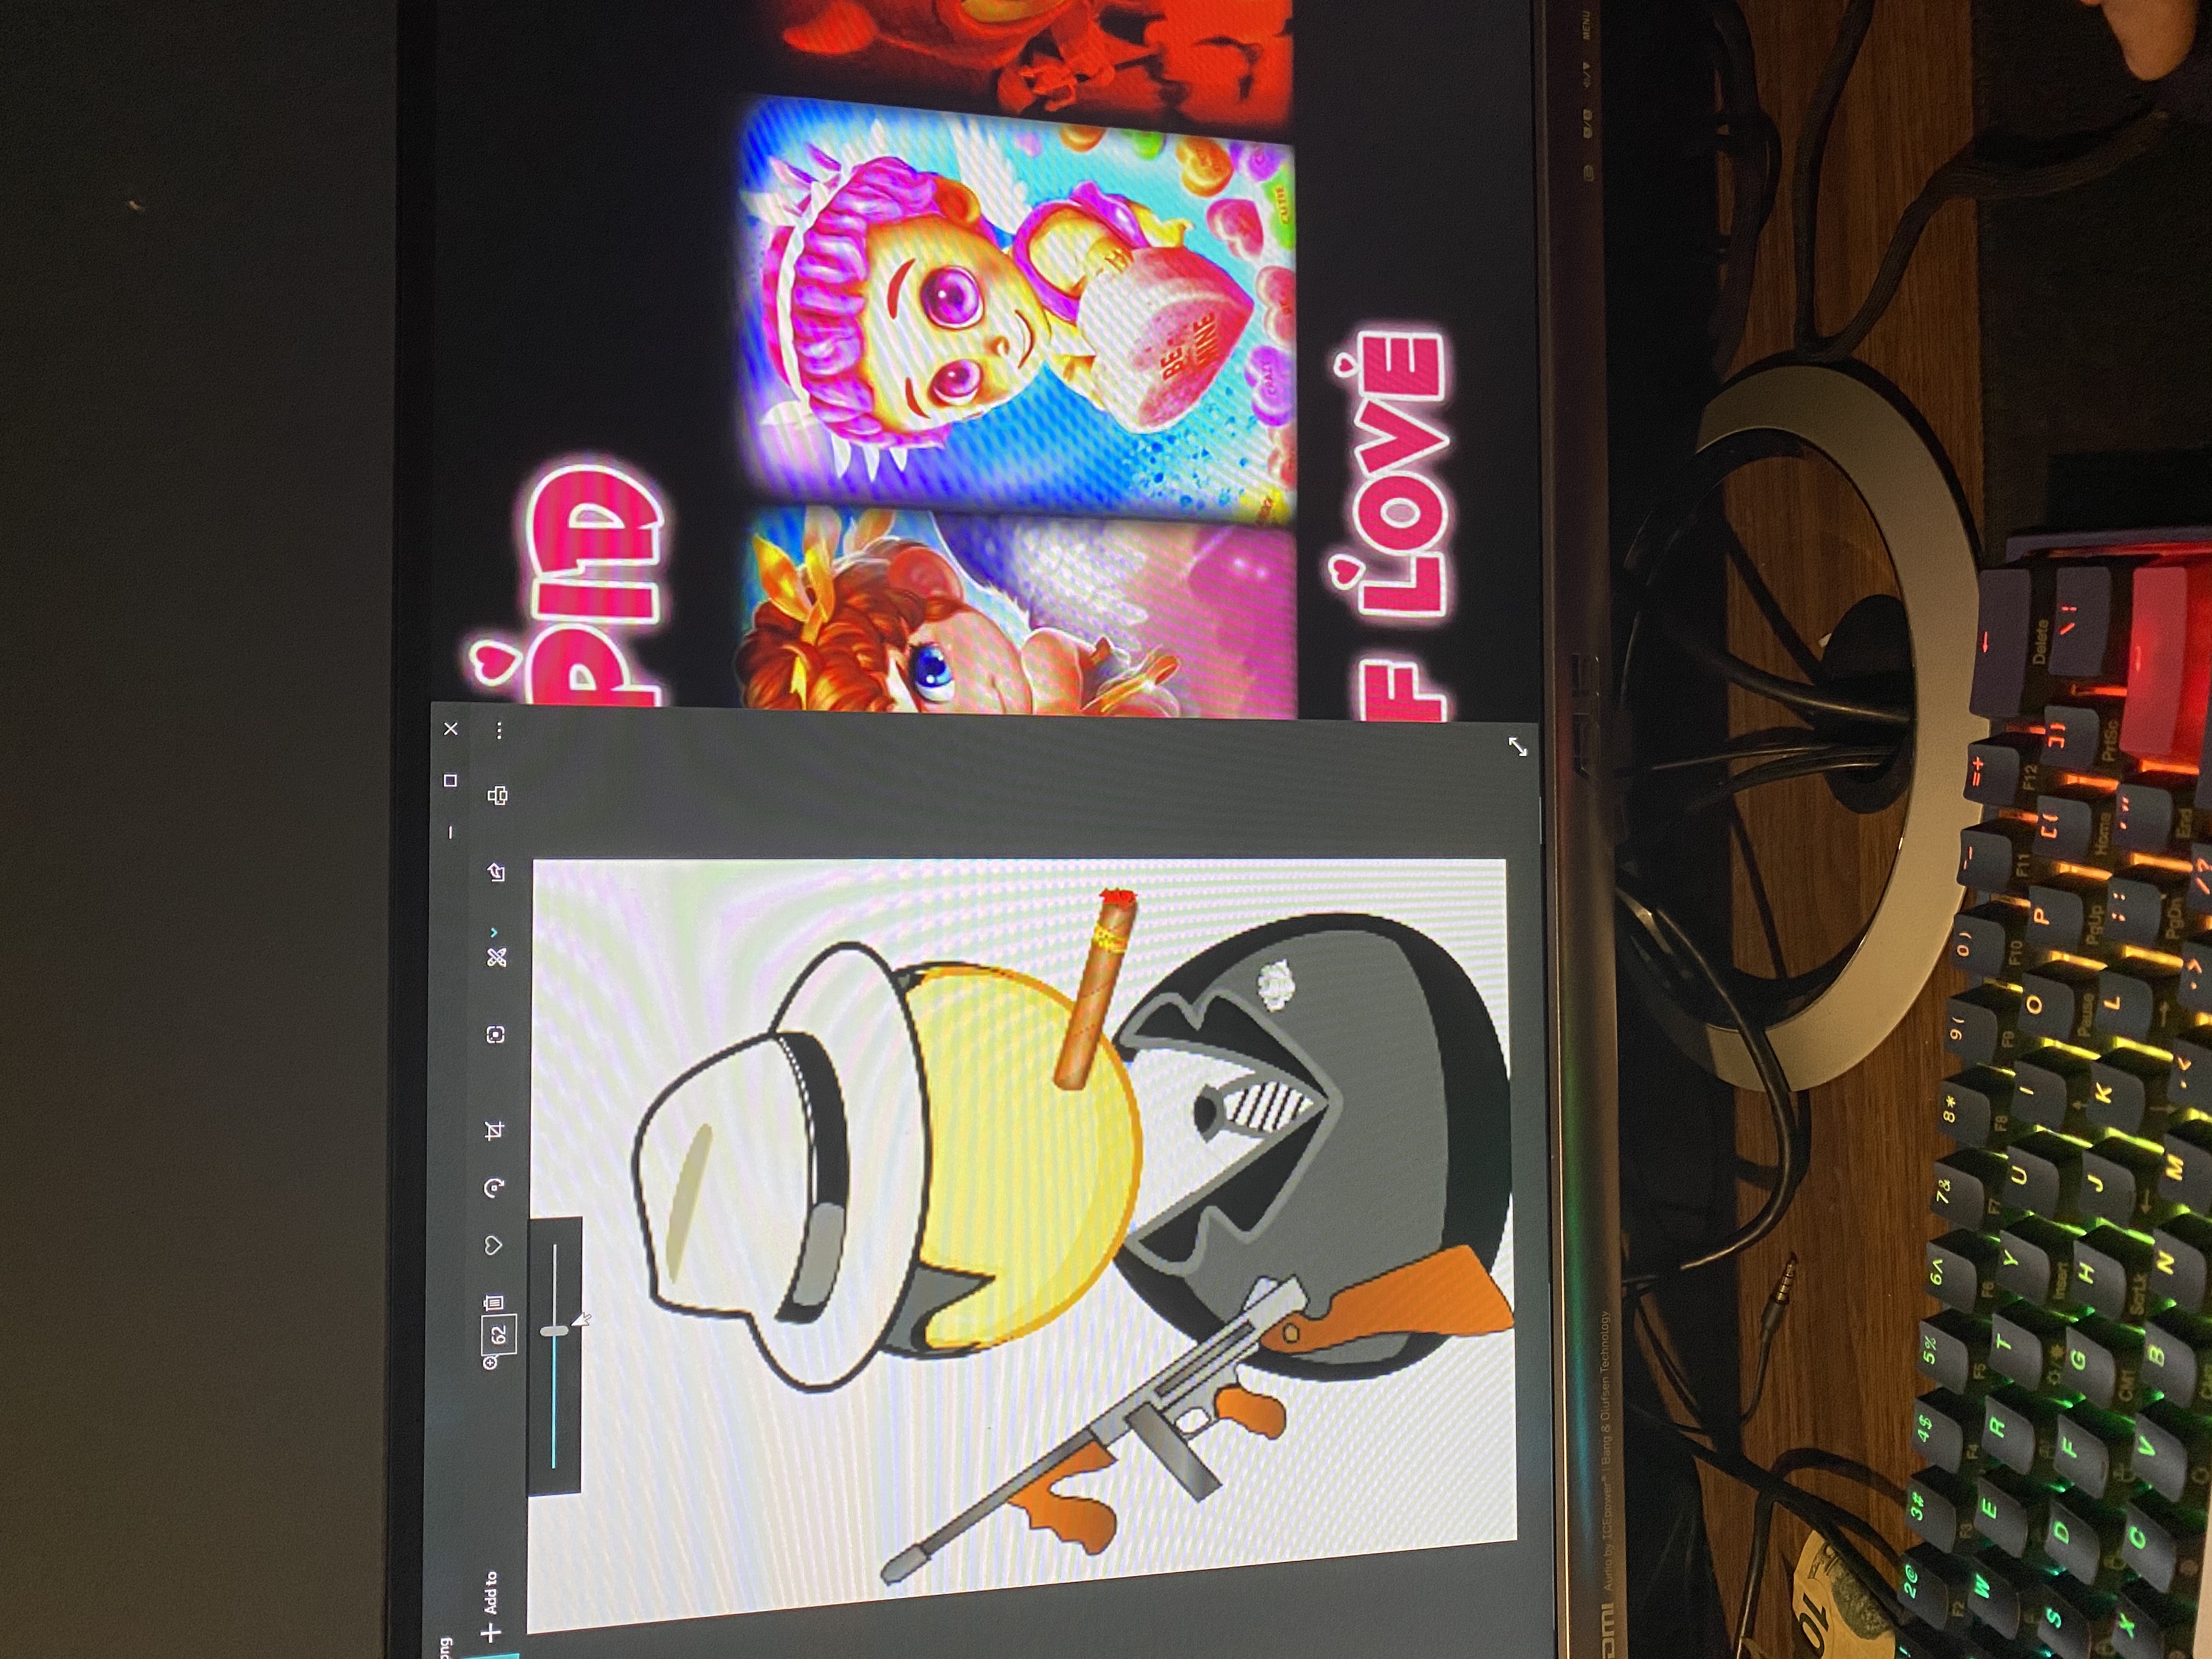 png
Add to
62
PID
BE
MINE
CRAZY
BE
CUTIE
F LOVE
ASUS
HDMI Audio by ICEpower® | Bang & Olufsen Technology
MENU
10
! 2@ 3# 4$ 5% 6^ 7& 8* 9( 0) -_ =+ ←
F2 F3 F4 F5 F6 F7 F8 F9 F10 F11 F12 Delete
W E R T Y U I O P [{ ]} \|
Insert ↑ Pause PgUp Home PrtSc
S D F G H J K L ;: '"
CM1 ScrLk ← ↓ → PgDn End
X C V B N M ,< .> /?